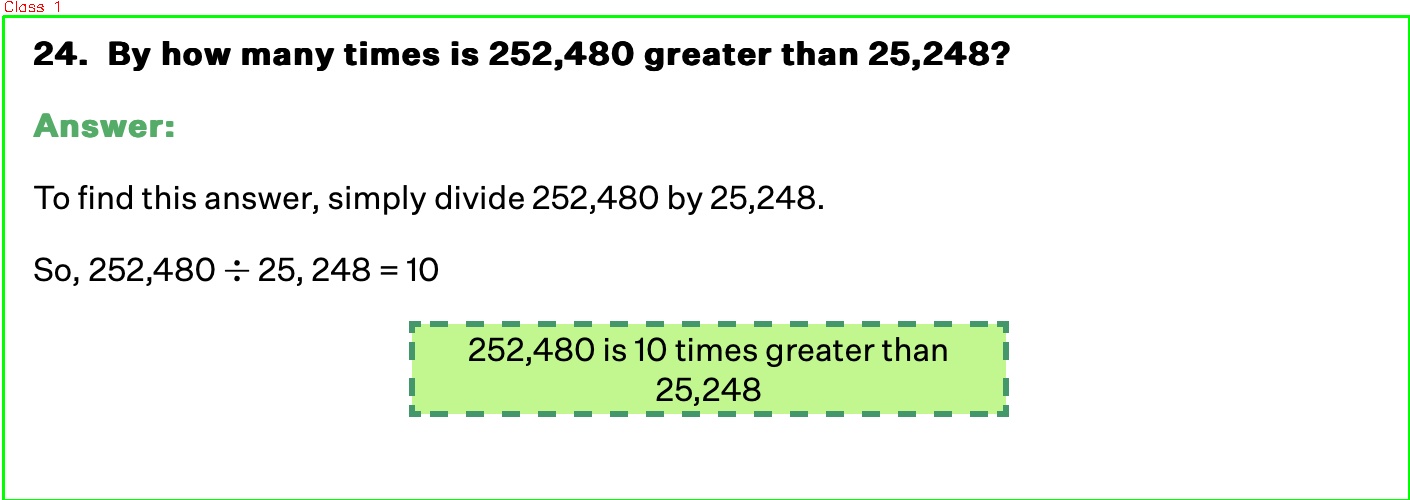 Class 1
24. By how many times is 252,480 greater than 25,248?
Answer:
To find this answer, simply divide 252,480 by 25,248.
So, 252,480 ÷ 25, 248 = 10
252,480 is 10 times greater than
25,248